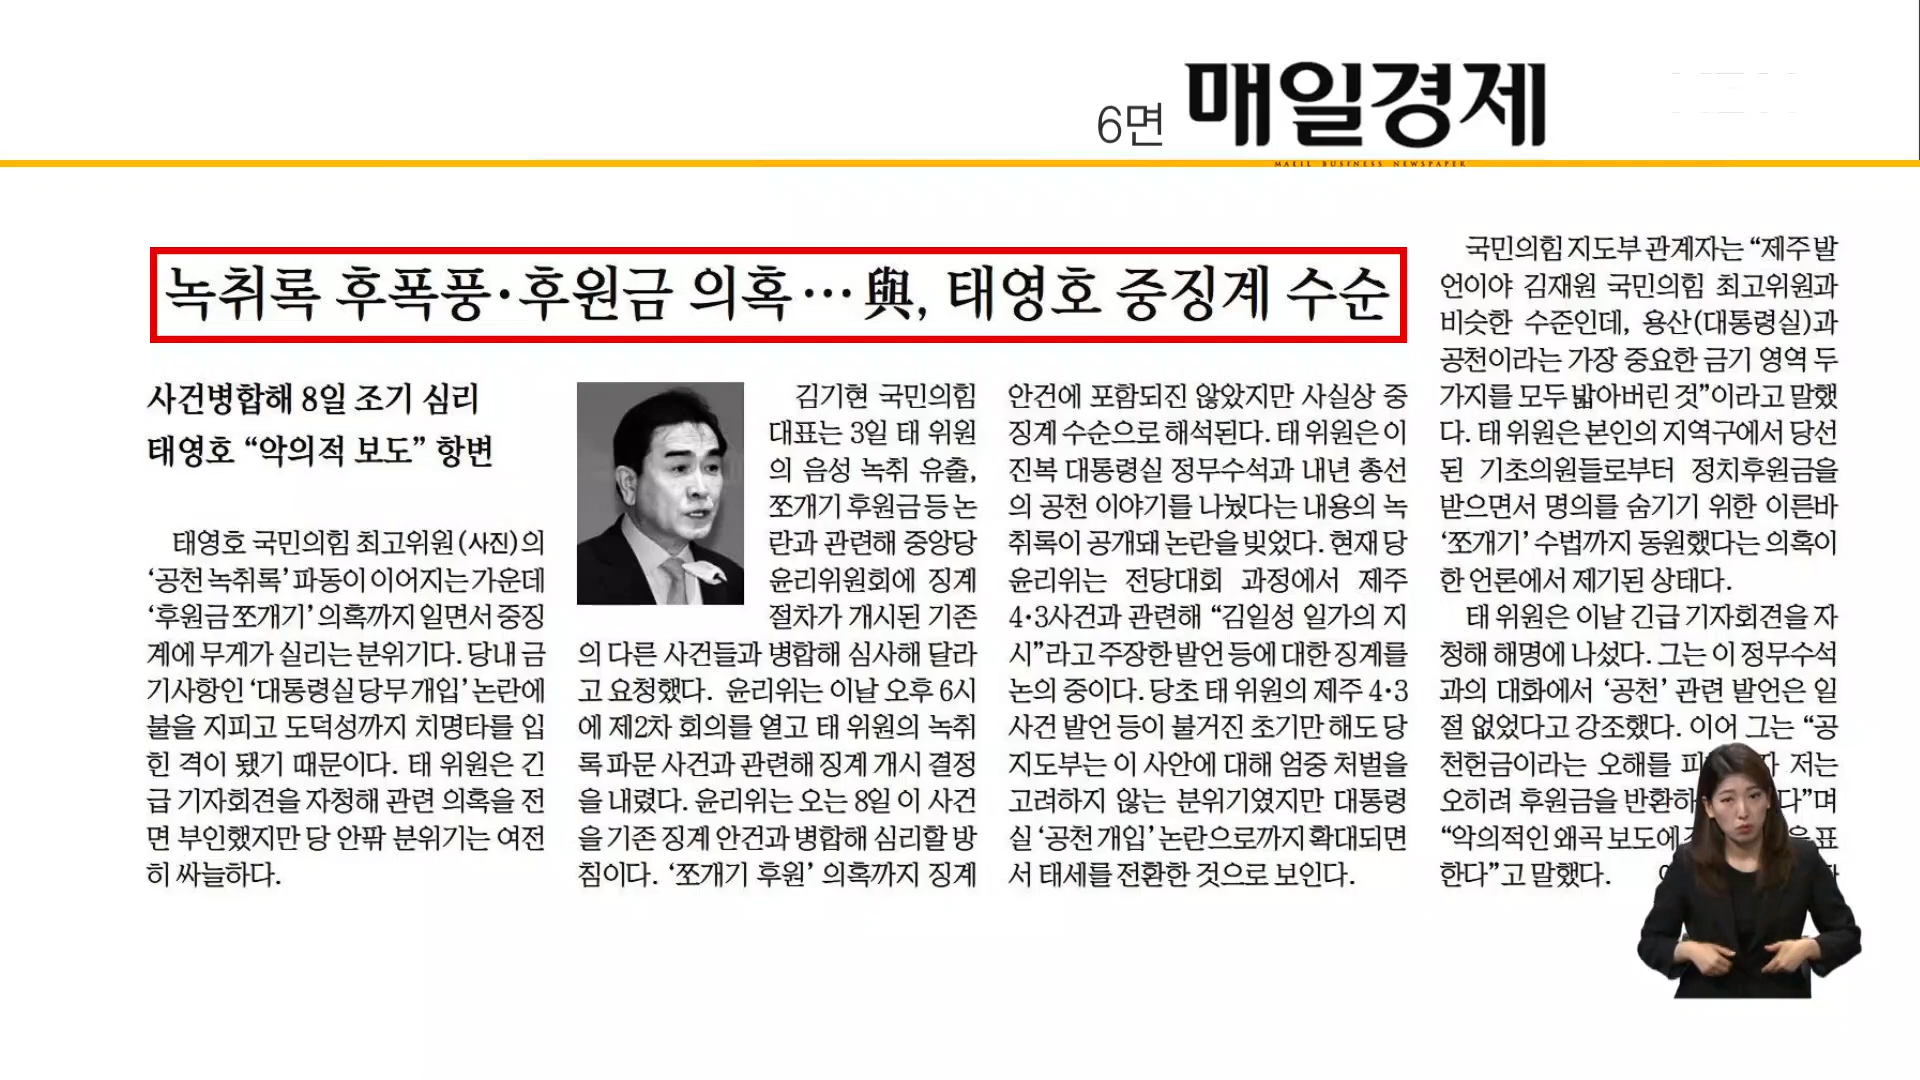 6면 매일경제
MAEIL BUSINESS NEWSPAPER
녹취록 후폭풍·후원금 의혹…與, 태영호 중징계 수순
사건병합해 8일 조기 심리
태영호 “악의적 보도” 항변
태영호 국민의힘 최고위원(사진)의
‘공천 녹취록’ 파동이 이어지는 가운데
‘후원금 쪼개기’ 의혹까지 일면서 중징
계에 무게가 실리는 분위기다. 당내 금
기사항인 ‘대통령실 당무 개입’ 논란에
불을 지피고 도덕성까지 치명타를 입
힌 격이 됐기 때문이다. 태 위원은 긴
급 기자회견을 자청해 관련 의혹을 전
면 부인했지만 당 안팎 분위기는 여전
히 싸늘하다.
김기현 국민의힘
대표는 3일 태 위원
의 음성 녹취 유출,
쪼개기 후원금 등 논
란과 관련해 중앙당
윤리위원회에 징계
절차가 개시된 기존
의 다른 사건들과 병합해 심사해 달라
고 요청했다. 윤리위는 이날 오후 6시
에 제2차 회의를 열고 태 위원의 녹취
록 파문 사건과 관련해 징계 개시 결정
을 내렸다. 윤리위는 오는 8일 이 사건
을 기존 징계 안건과 병합해 심리할 방
침이다. ‘쪼개기 후원’ 의혹까지 징계
안건에 포함되진 않았지만 사실상 중
징계 수순으로 해석된다. 태 위원은 이
진복 대통령실 정무수석과 내년 총선
의 공천 이야기를 나눴다는 내용의 녹
취록이 공개돼 논란을 빚었다. 현재 당
윤리위는 전당대회 과정에서 제주
4·3사건과 관련해 “김일성 일가의 지
시”라고 주장한 발언 등에 대한 징계를
논의 중이다. 당초 태 위원의 제주 4·3
사건 발언 등이 불거진 초기만 해도 당
지도부는 이 사안에 대해 엄중 처벌을
고려하지 않는 분위기였지만 대통령
실 ‘공천 개입’ 논란으로까지 확대되면
서 태세를 전환한 것으로 보인다.
국민의힘 지도부 관계자는 “제주 발
언이야 김재원 국민의힘 최고위원과
비슷한 수준인데, 용산(대통령실)과
공천이라는 가장 중요한 금기 영역 두
가지를 모두 밟아버린 것”이라고 말했
다. 태 위원은 본인의 지역구에서 당선
된 기초의원들로부터 정치후원금을
받으면서 명의를 숨기기 위한 이른바
‘쪼개기’ 수법까지 동원했다는 의혹이
한 언론에서 제기된 상태다.
태 위원은 이날 긴급 기자회견을 자
청해 해명에 나섰다. 그는 이 정무수석
과의 대화에서 ‘공천’ 관련 발언은 일
절 없었다고 강조했다. 이어 그는 “공
천헌금이라는 오해를 저는
오히려 후원금을 다”며
“악의적인 왜곡 보도에 표
한다”고 말했다.